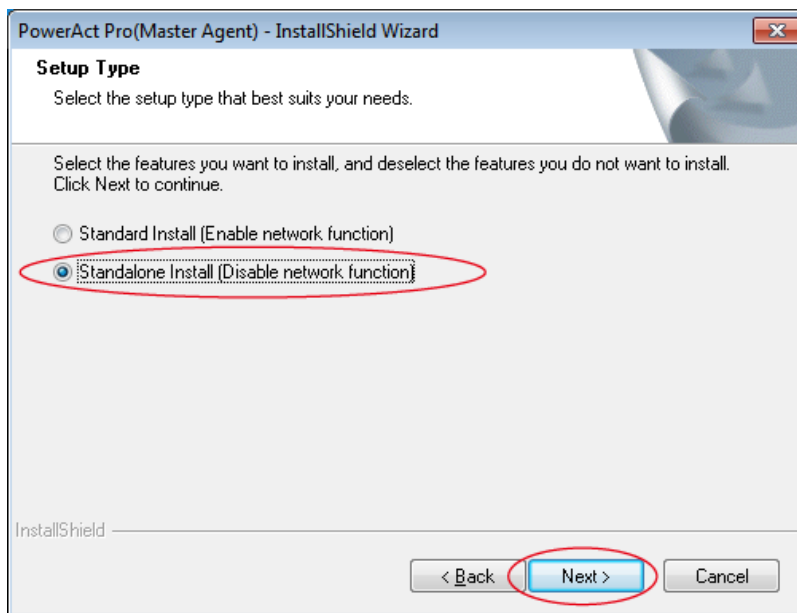 PowerAct Pro(Master Agent) - InstallShield Wizard
Setup Type
Select the setup type that best suits your needs.
Select the features you want to install, and deselect the features you do not want to install.
Click Next to continue.
Standard Install (Enable network function)
Standalone Install (Disable network function)
InstallShield
< Back
Next >
Cancel